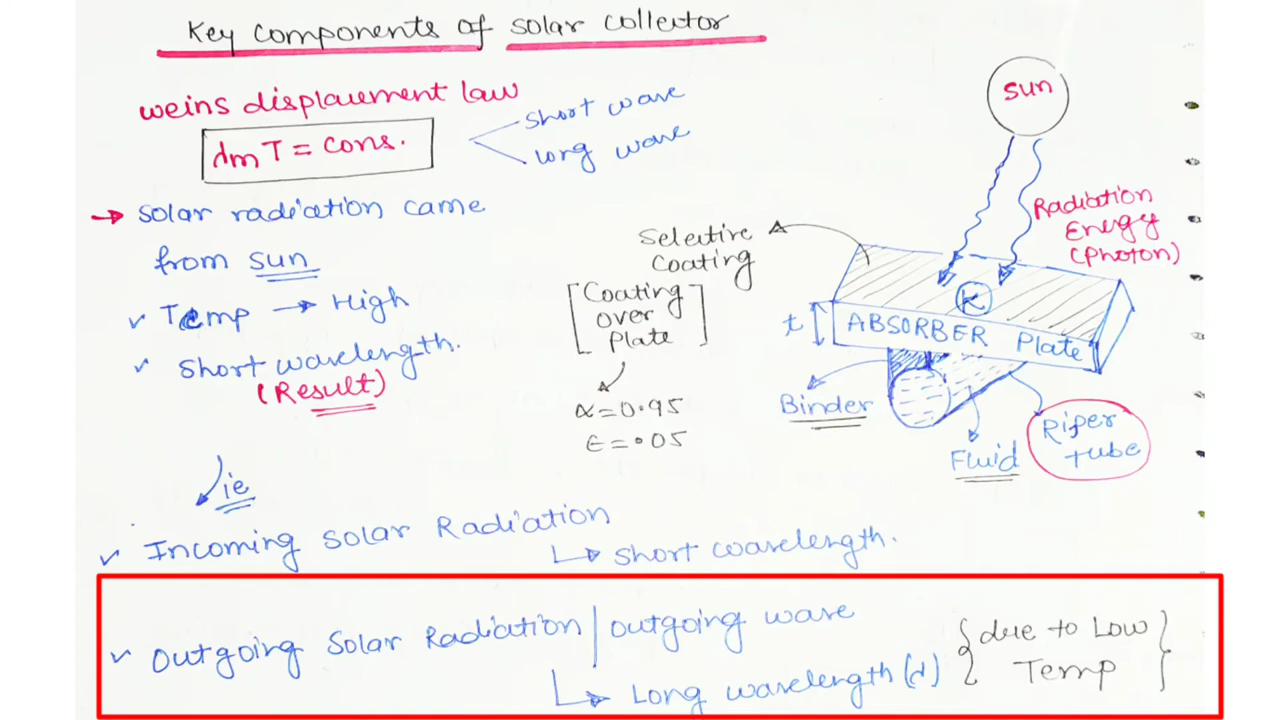 Key components of solar collector
weins displacement law
λm T = cons.
short wave
long wave
→ solar radiation came
from sun
✓ Temp → High
✓ short wavelength.
(Result)
ie
✓ Incoming solar Radiation
↳ short wavelength.
✓ Outgoing Solar Radiation / outgoing wave
↳ Long wavelength (λ)
{due to Low
Temp}
Sun
Radiation
Energy
(Photon)
Selective
Coating
[Coating
over
Plate]
α=0.95
ε=.05
K
t
ABSORBER Plate
Binder
Fluid
Riper
tube